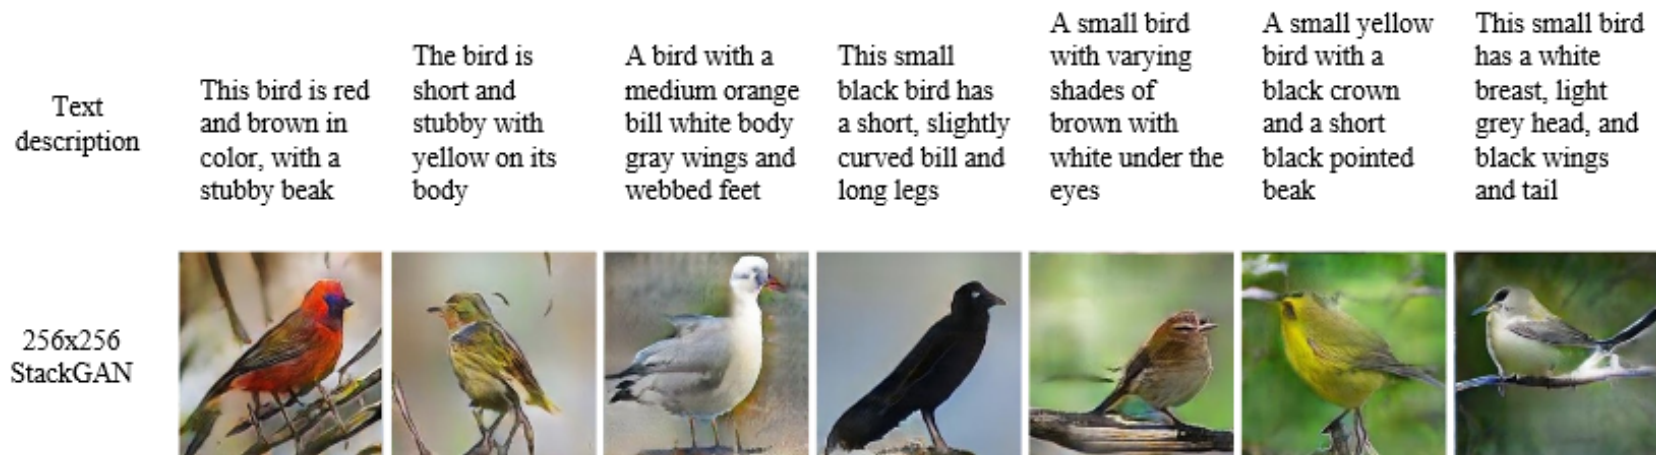 Text
description
This bird is red
and brown in
color, with a
stubby beak
The bird is
short and
stubby with
yellow on its
body
A bird with a
medium orange
bill white body
gray wings and
webbed feet
This small
black bird has
a short, slightly
curved bill and
long legs
A small bird
with varying
shades of
brown with
white under the
eyes
A small yellow
bird with a
black crown
and a short
black pointed
beak
This small bird
has a white
breast, light
grey head, and
black wings
and tail
256x256
StackGAN